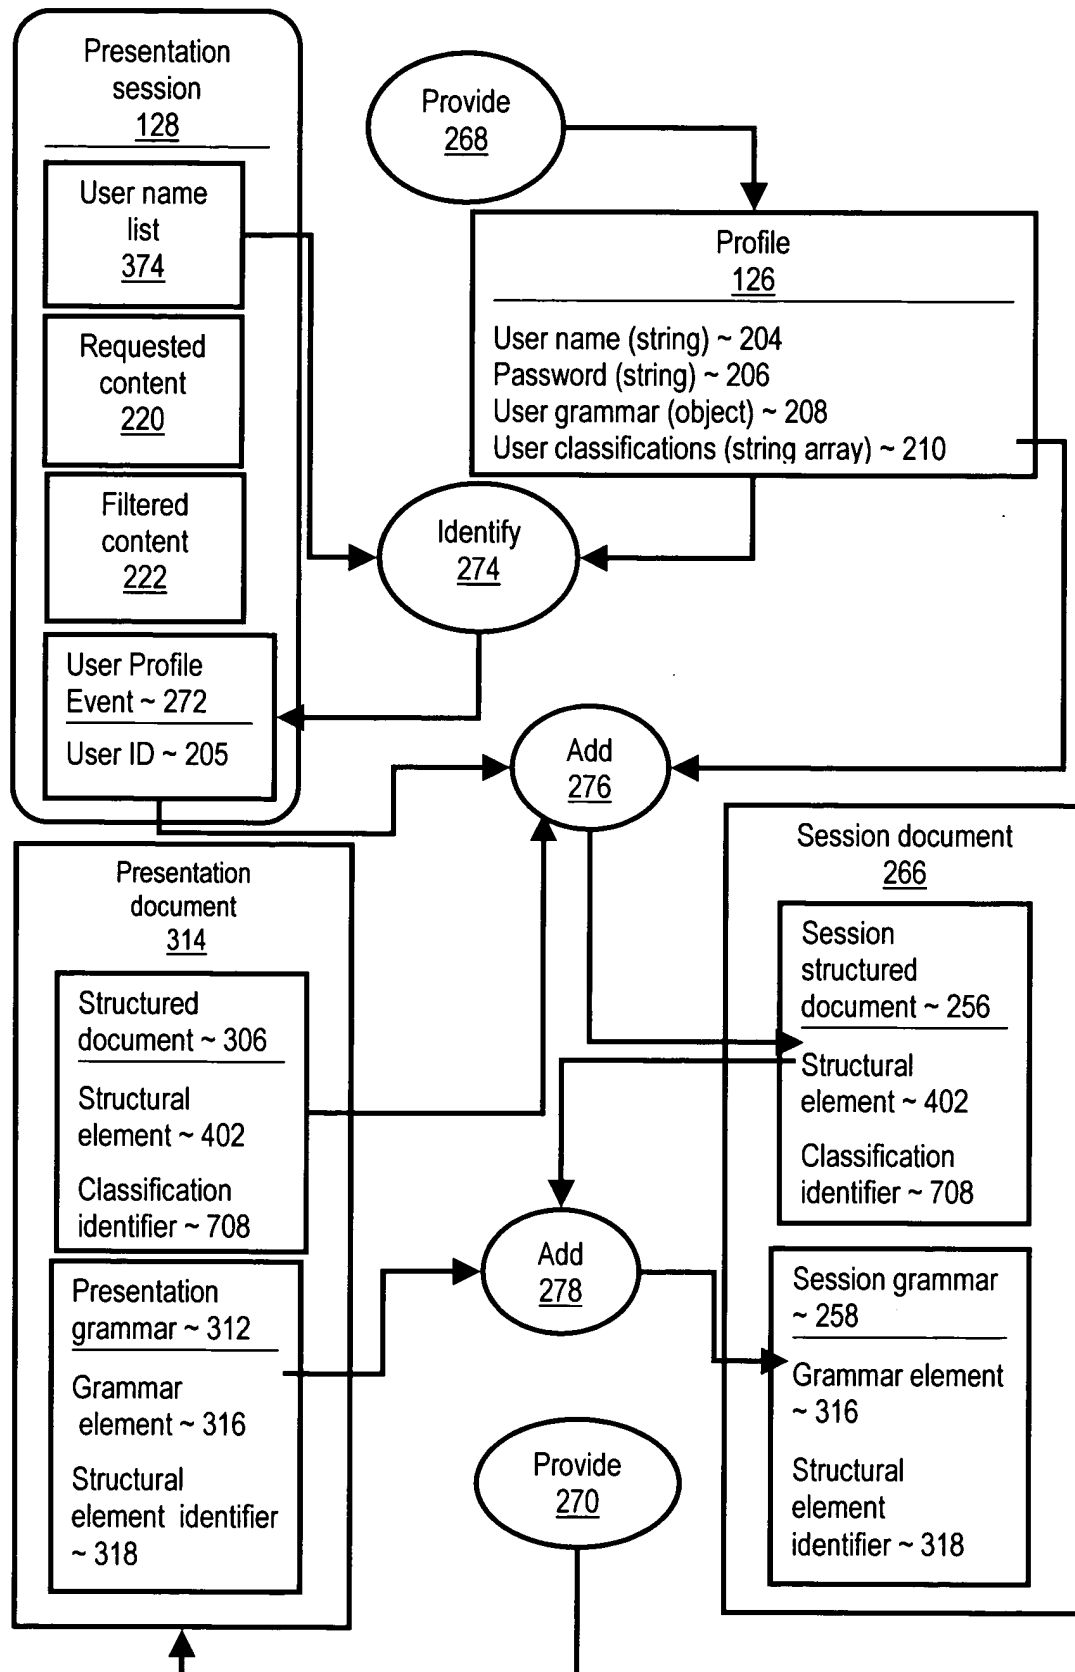 Presentation
session
128
User name
list
374
Requested
content
220
Filtered
content
222
User Profile
Event ~ 272
User ID ~ 205
Provide
268
Profile
126
User name (string) ~ 204
Password (string) ~ 206
User grammar (object) ~ 208
User classifications (string array) ~ 210
Identify
274
Add
276
Presentation
document
314
Structured
document ~ 306
Structural
element ~ 402
Classification
identifier ~ 708
Presentation
grammar ~ 312
Grammar
element ~ 316
Structural
element identifier
~ 318
Add
278
Provide
270
Session document
266
Session
structured
document ~ 256
Structural
element ~ 402
Classification
identifier ~ 708
Session grammar
~ 258
Grammar element
~ 316
Structural
element
identifier ~ 318